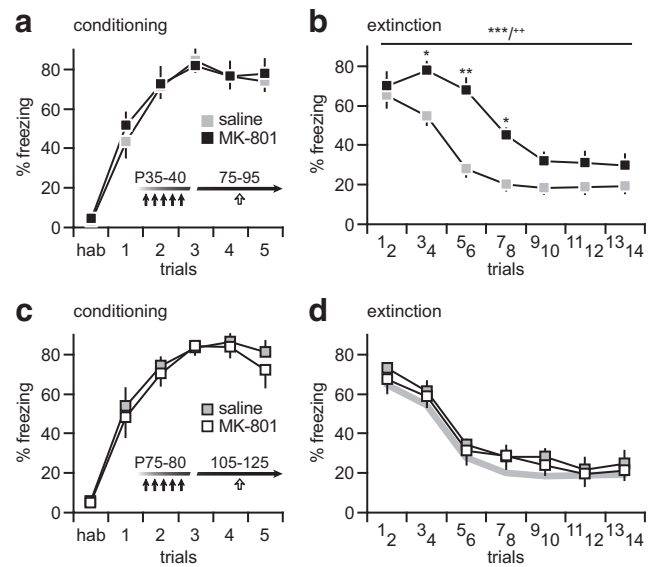 a conditioning
% freezing
80
60
40
20
0
saline
MK-801
P35-40 75-95
hab 1 2 3 4 5
trials
b extinction
***/++
* ** *
% freezing
80
60
40
20
0
1 2 3 4 5 6 7 8 9 10 11 12 13 14
trials
c conditioning
% freezing
80
60
40
20
0
saline
MK-801
P75-80 105-125
hab 1 2 3 4 5
trials
d extinction
% freezing
80
60
40
20
0
saline
MK-801
1 2 3 4 5 6 7 8 9 10 11 12 13 14
trials